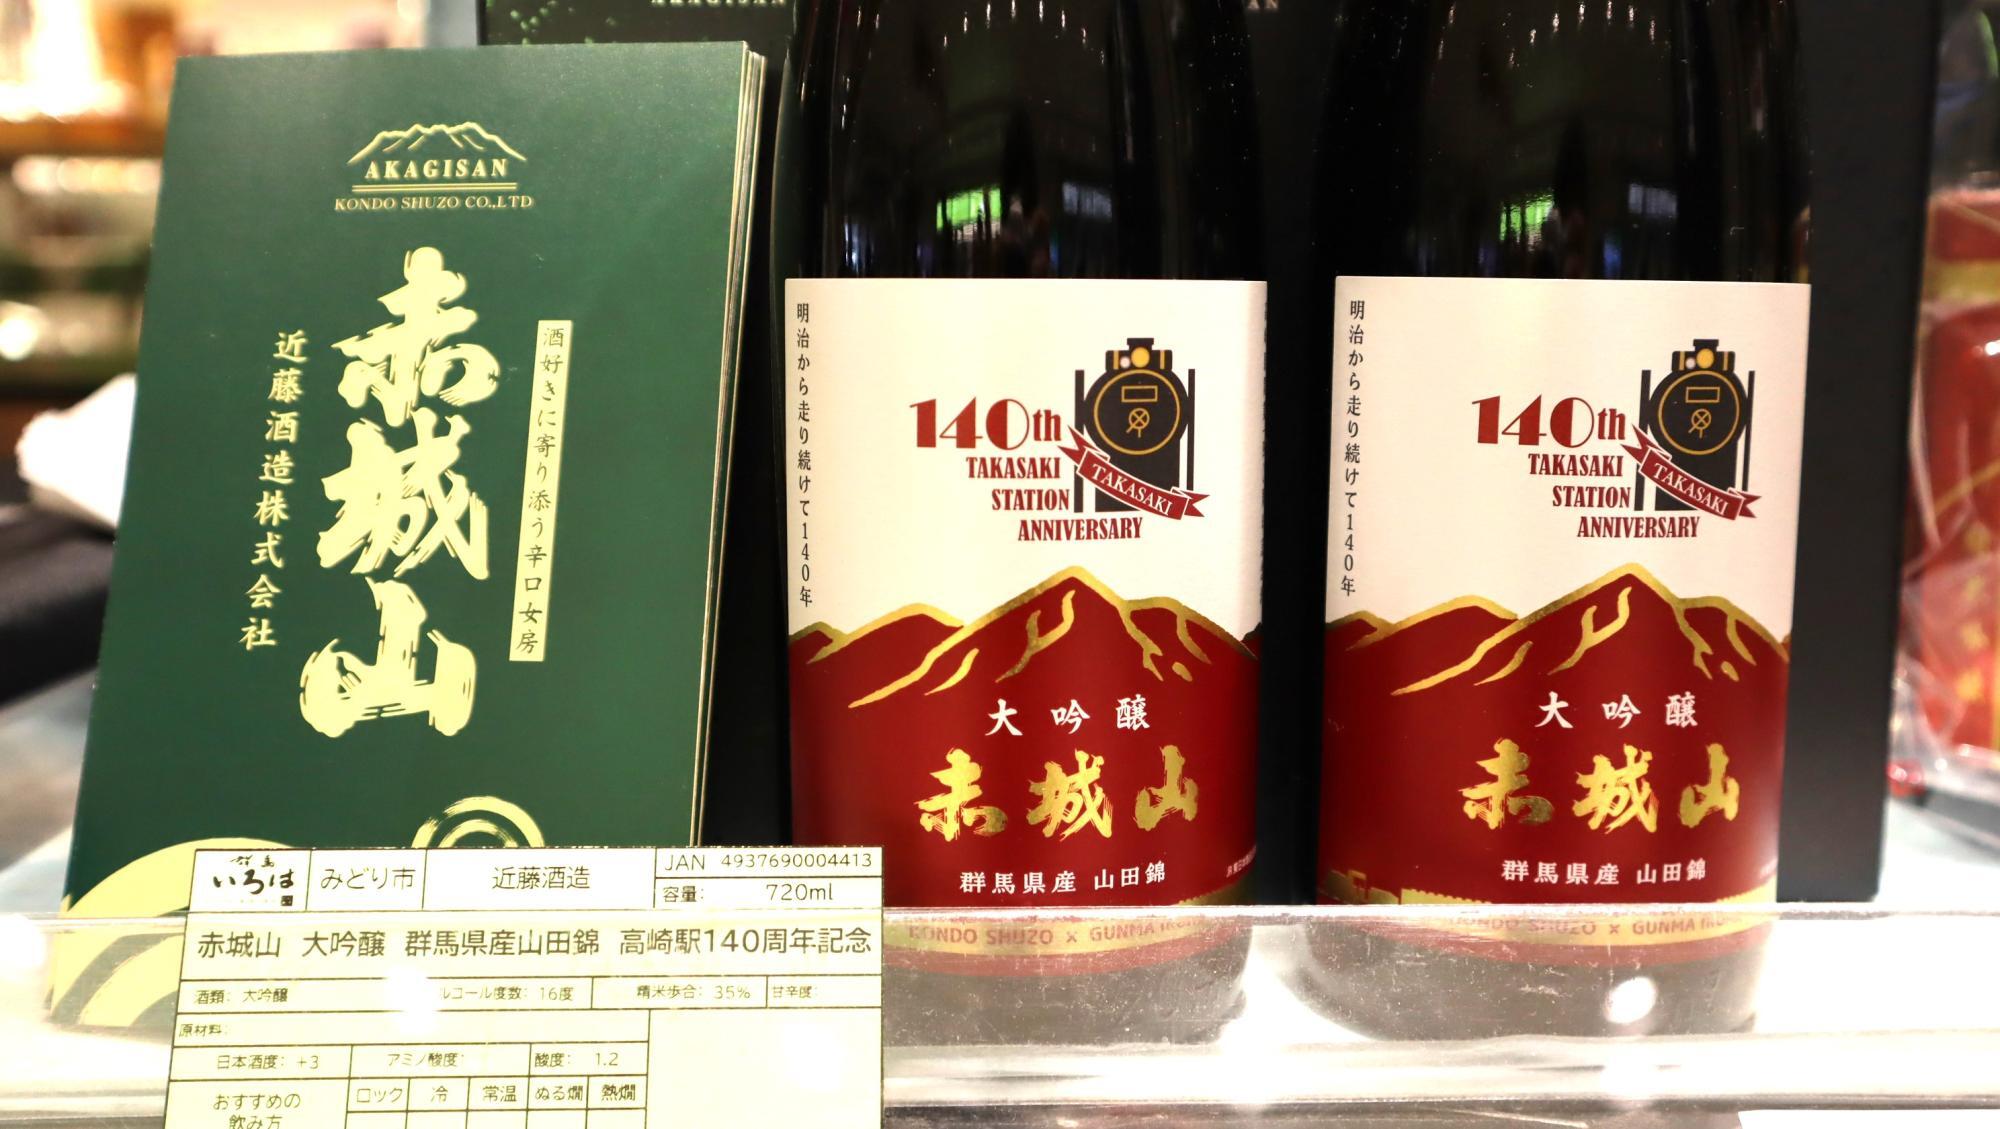 AKAGISAN
AKAGISAN
KONDO SHUZO CO.,LTD
酒好きに寄り添う辛口女房
赤城山
近藤酒造株式会社
明治から走り続けて140年
140th
TAKASAKI
STATION
ANNIVERSARY
TAKASAKI
大吟醸
赤城山
群馬県産 山田錦
KONDO SHUZO × GUNMA
明治から走り続けて140年
140th
TAKASAKI
STATION
ANNIVERSARY
TAKASAKI
大吟醸
赤城山
群馬県産 山田錦
KONDO SHUZO × GUNMA
群馬
いろは
みどり市
近藤酒造
JAN 4937690004413
容量: 720ml
赤城山 大吟醸 群馬県産山田錦 高崎駅140周年記念
酒類: 大吟醸
ルコール度数: 16度
精米歩合: 35%
甘辛度:
原材料:
日本酒度: +3
アミノ酸度:
酸度: 1.2
おすすめの
飲み方
ロック 冷 常温 ぬる燗 熱燗